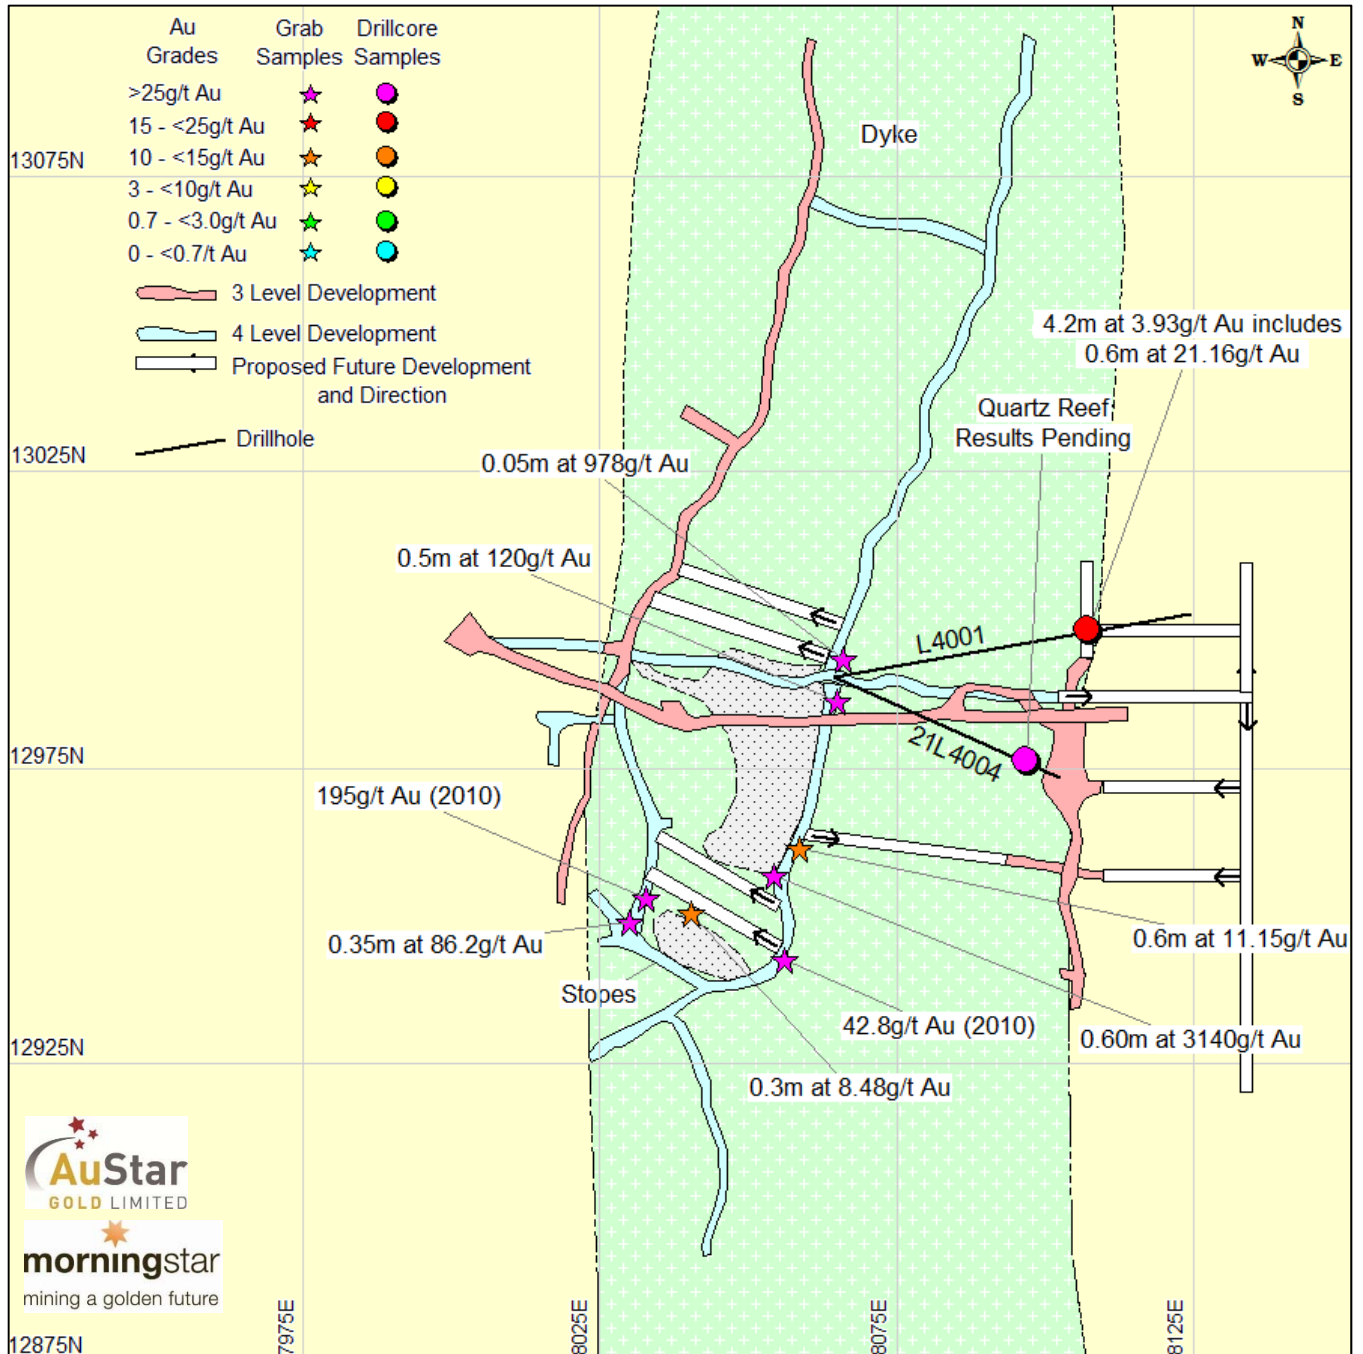 Au Grades
Grab Samples
Drillcore Samples
>25g/t Au
15 - <25g/t Au
10 - <15g/t Au
3 - <10g/t Au
0.7 - <3.0g/t Au
0 - <0.7/t Au
3 Level Development
4 Level Development
Proposed Future Development
and Direction
Drillhole
N
W
E
S
Dyke
13075N
4.2m at 3.93g/t Au includes
0.6m at 21.16g/t Au
Quartz Reef
Results Pending
13025N
0.05m at 978g/t Au
0.5m at 120g/t Au
L4001
21L4004
12975N
195g/t Au (2010)
0.35m at 86.2g/t Au
0.6m at 11.15g/t Au
Stopes
42.8g/t Au (2010)
0.60m at 3140g/t Au
12925N
0.3m at 8.48g/t Au
AuStar
GOLD LIMITED
morningstar
mining a golden future
12875N
7975E
8025E
8075E
8125E